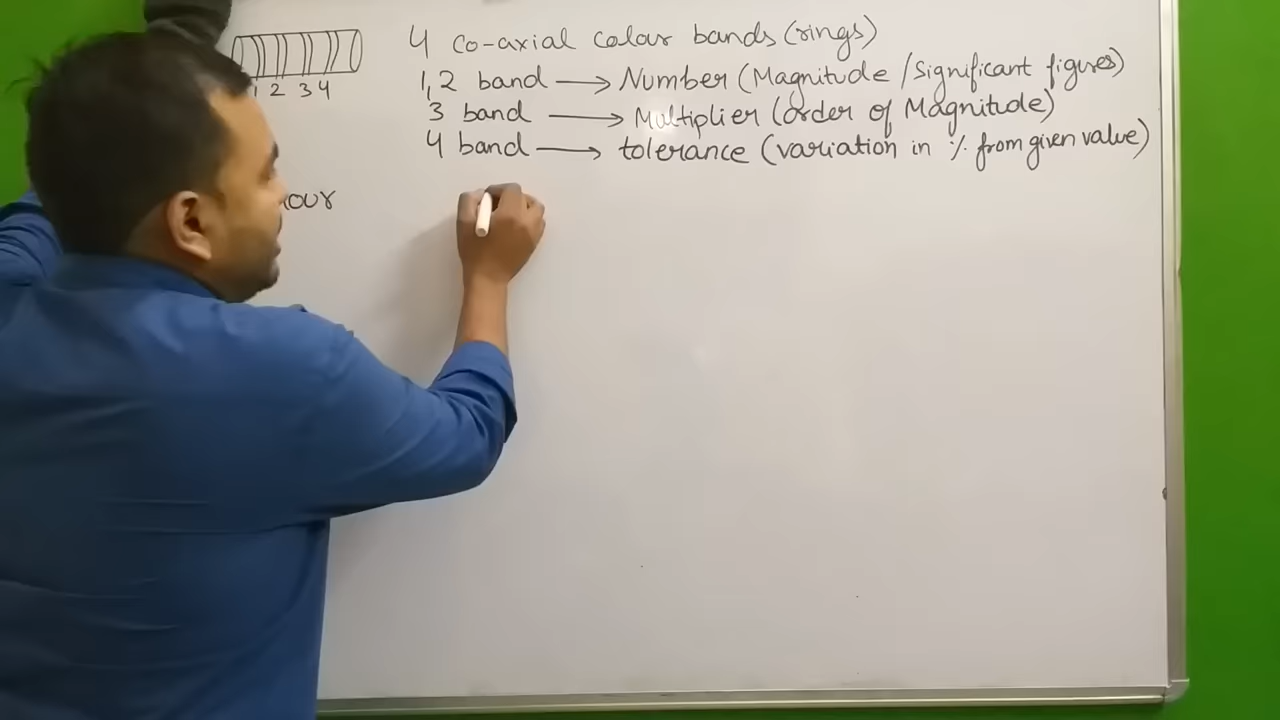 4 co-axial colour bands (rings)
1,2 band → Number (Magnitude / Significant figures)
1 2 3 4
3 band → Multiplier (order of Magnitude)
4 band → tolerance (variation in % from given value)